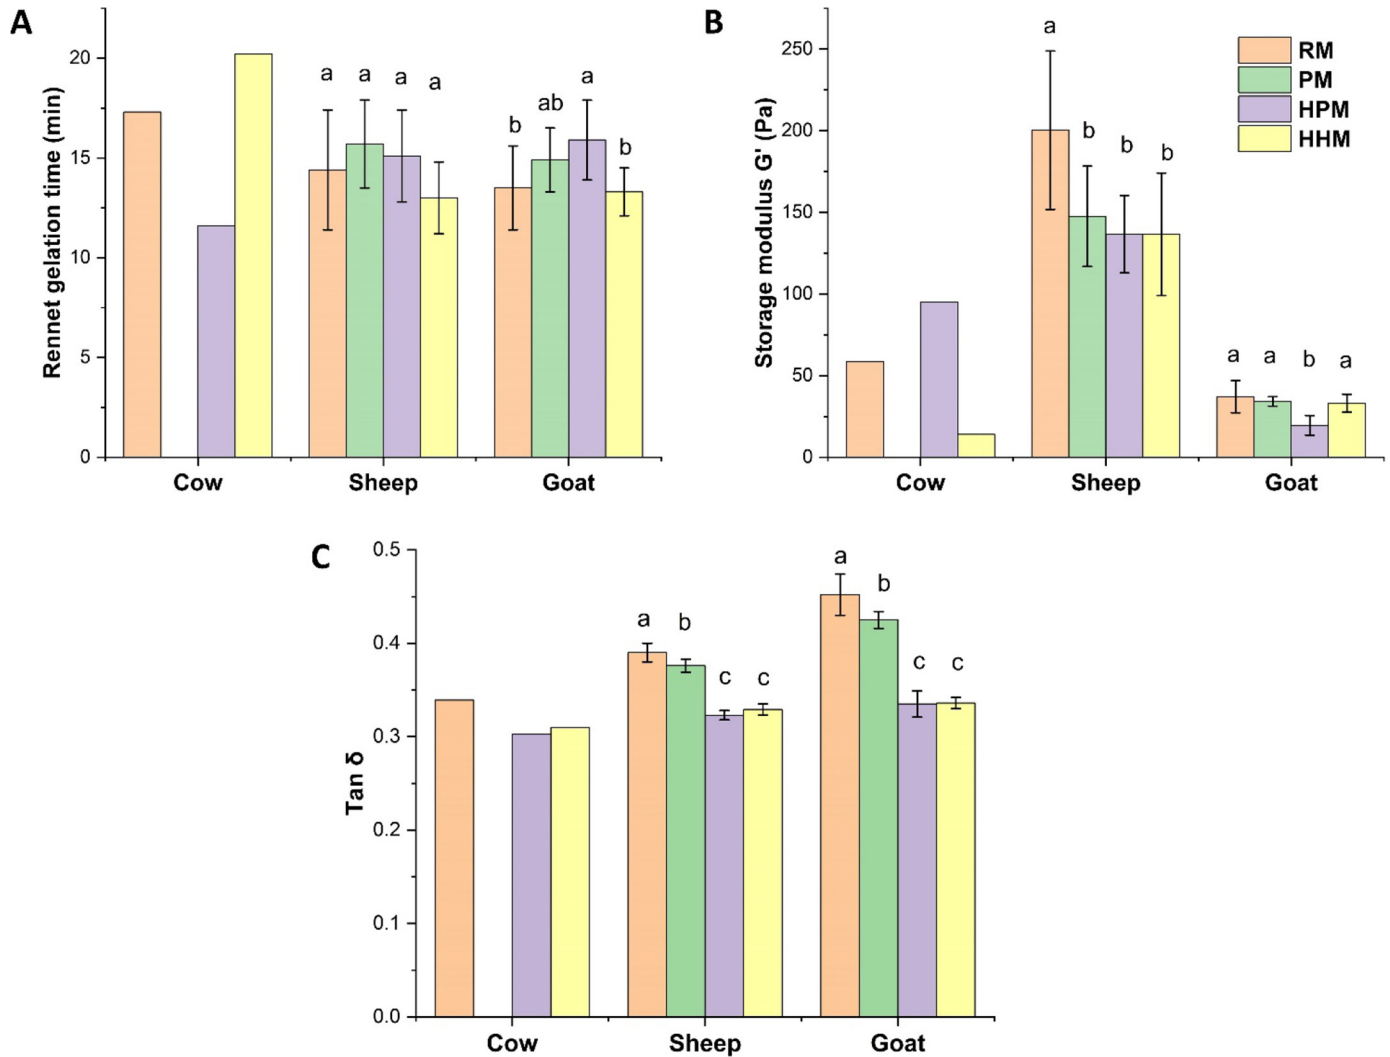 A
Rennet gelation time (min)
20
15
10
5
0
a a a a
b ab a b
Cow Sheep Goat
B
Storage modulus G' (Pa)
250
200
150
100
50
0
a b b b
a a b a
Cow Sheep Goat
RM
PM
HPM
HHM
C
Tan δ
0.5
0.4
0.3
0.2
0.1
0.0
a b c c
a b c c
Cow Sheep Goat